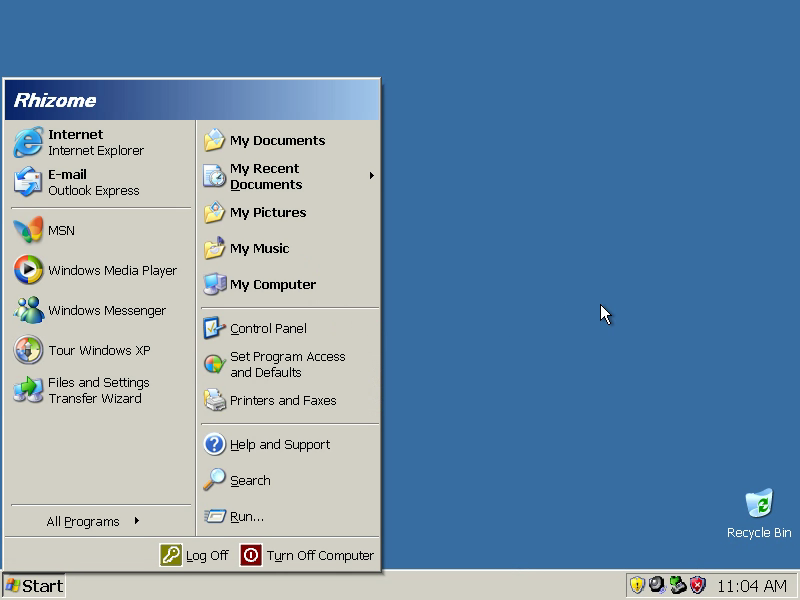 Rhizome
Internet
Internet Explorer
E-mail
Outlook Express
MSN
Windows Media Player
Windows Messenger
Tour Windows XP
Files and Settings
Transfer Wizard
All Programs
My Documents
My Recent
Documents
My Pictures
My Music
My Computer
Control Panel
Set Program Access
and Defaults
Printers and Faxes
Help and Support
Search
Run...
Log Off
Turn Off Computer
Recycle Bin
Start
11:04 AM